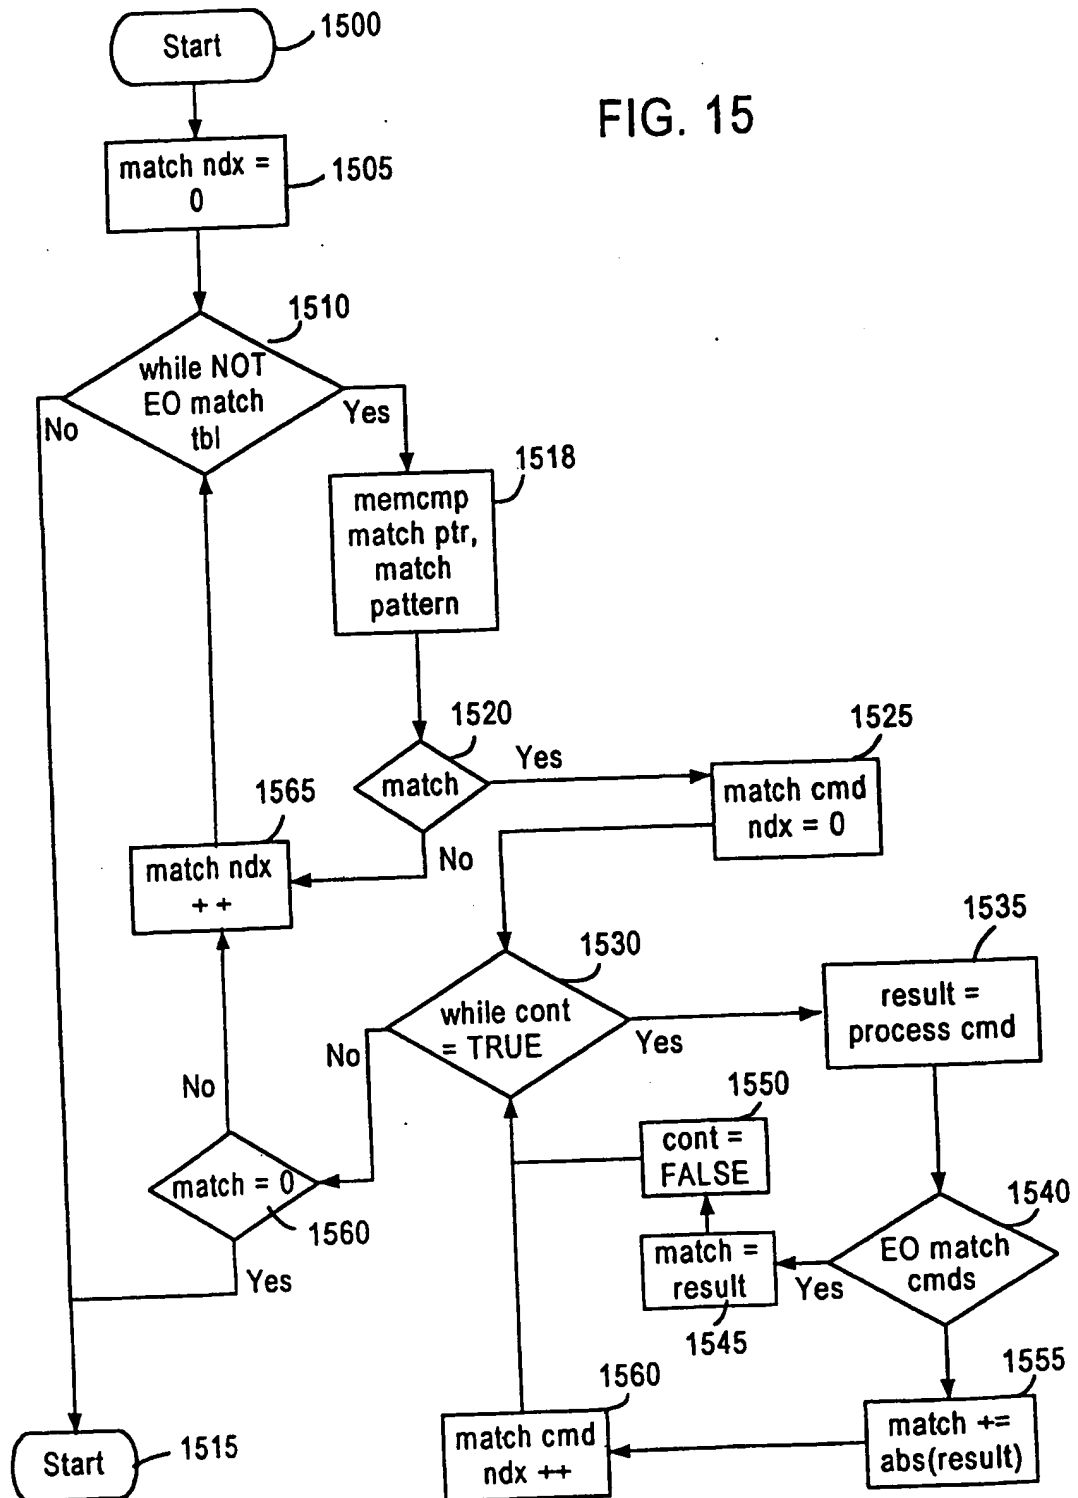 Start
1500
FIG. 15
match ndx =
0
1505
1510
while NOT
EO match
tbl
No
Yes
1518
memcmp
match ptr,
match
pattern
1520
match
Yes
No
1525
match cmd
ndx = 0
1565
match ndx
++
1530
while cont
= TRUE
No
Yes
1535
result =
process cmd
1550
cont =
FALSE
No
match = 0
1560
Yes
1540
EO match
cmds
Yes
match =
result
1545
1555
match +=
abs(result)
1560
match cmd
ndx ++
Start
1515